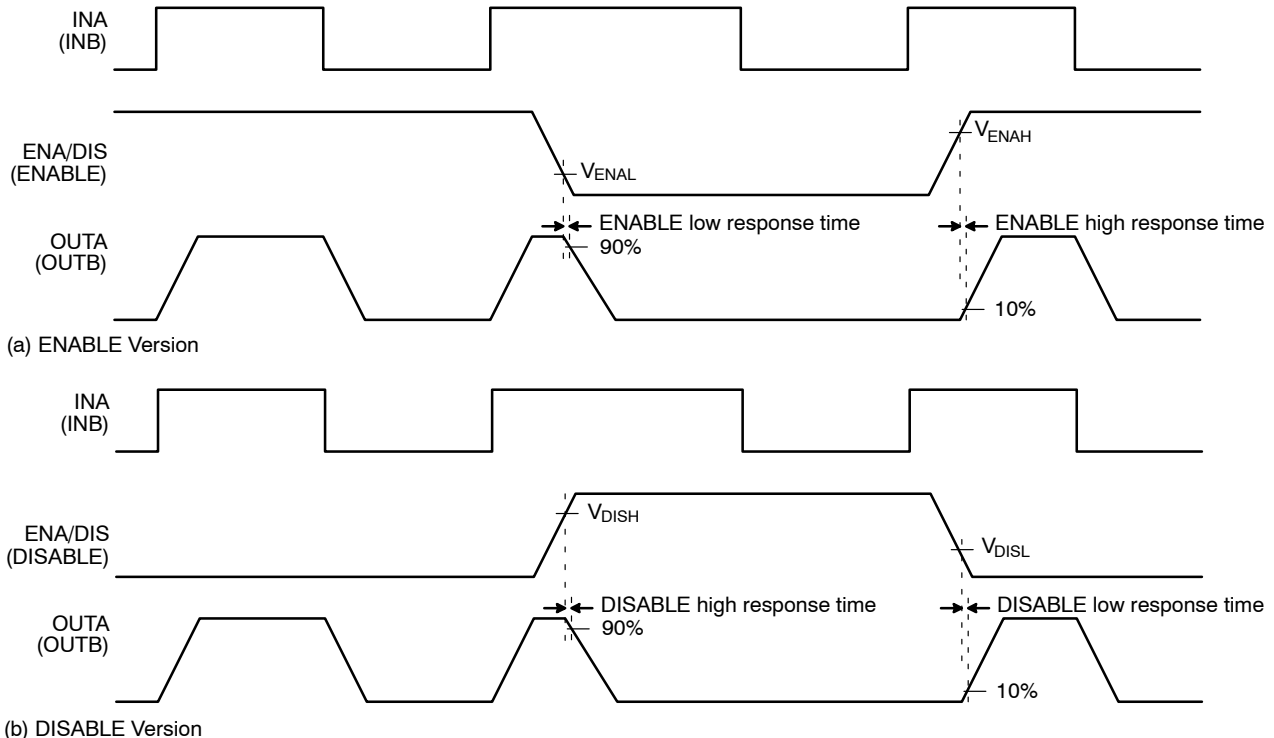 INA
(INB)
ENA/DIS
(ENABLE)
VENAL
VENAH
ENABLE low response time
ENABLE high response time
OUTA
(OUTB)
90%
10%
(a) ENABLE Version
INA
(INB)
ENA/DIS
(DISABLE)
VDISH
VDISL
DISABLE high response time
DISABLE low response time
OUTA
(OUTB)
90%
10%
(b) DISABLE Version